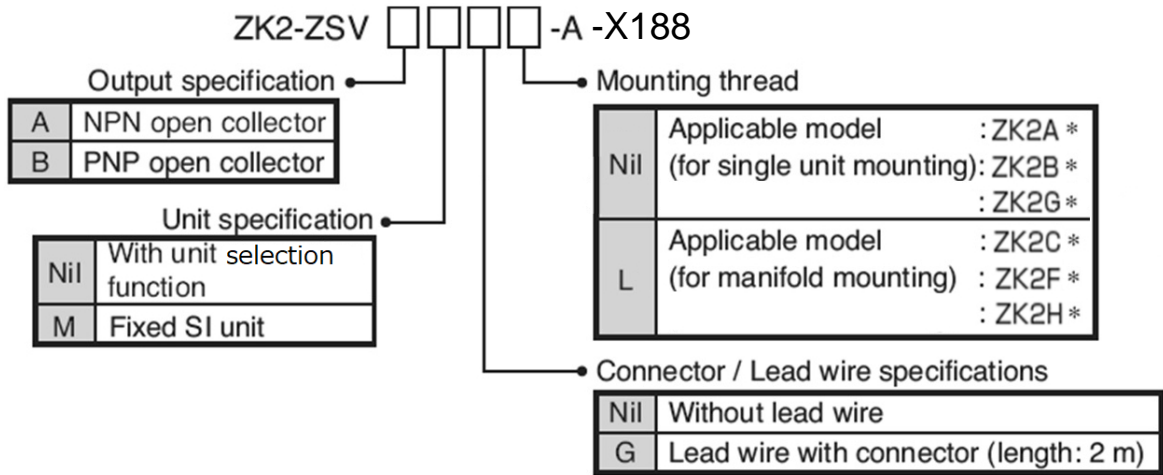 ZK2-ZSV □ □ □ □ -A -X188
Output specification
A NPN open collector
B PNP open collector
Unit specification
Nil With unit selection
function
M Fixed SI unit
Mounting thread
Nil
Applicable model : ZK2A *
(for single unit mounting): ZK2B *
: ZK2G *
L
Applicable model : ZK2C *
(for manifold mounting) : ZK2F *
: ZK2H *
Connector / Lead wire specifications
Nil Without lead wire
G Lead wire with connector (length: 2 m)